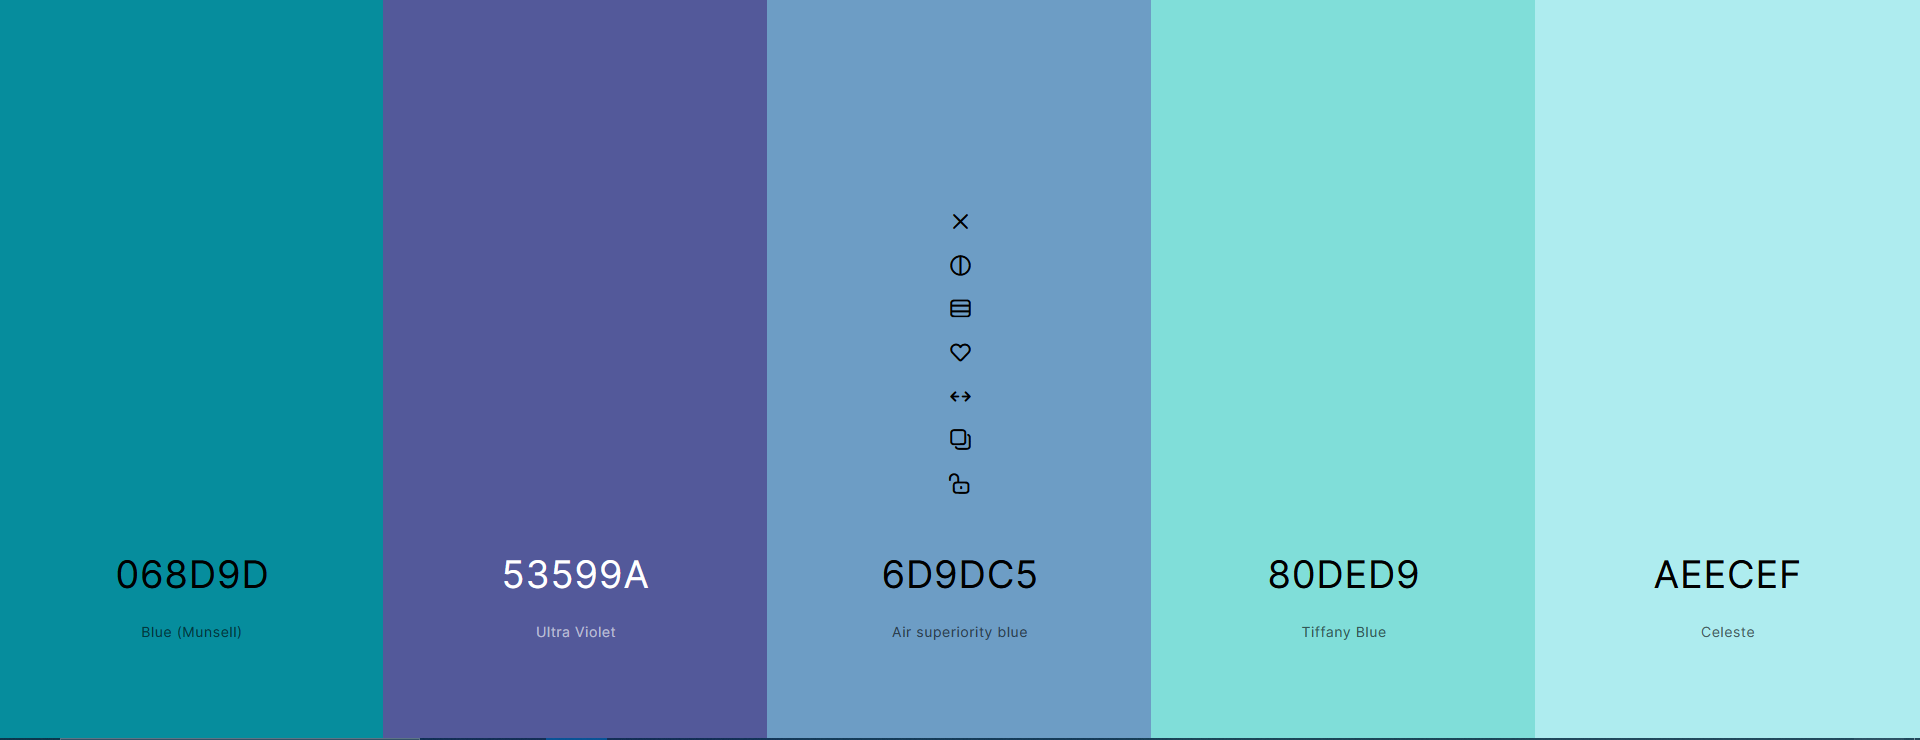 068D9D
Blue (Munsell)
53599A
Ultra Violet
6D9DC5
Air superiority blue
80DED9
Tiffany Blue
AEECEF
Celeste